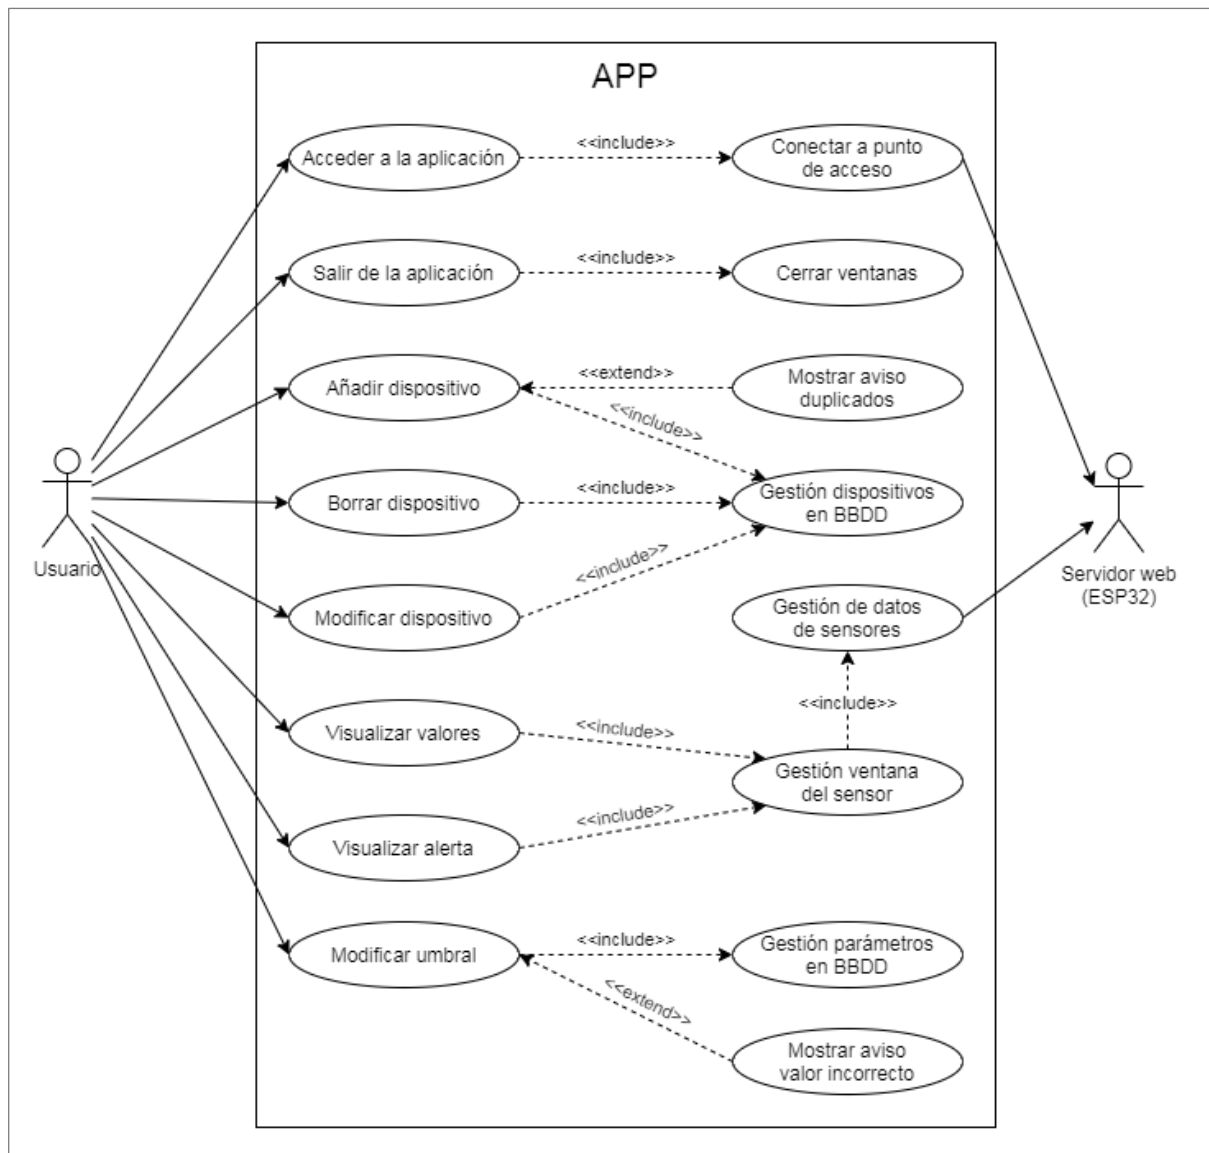 APP
Acceder a la aplicación
<<include>>
Conectar a punto
de acceso
Salir de la aplicación
<<include>>
Cerrar ventanas
Añadir dispositivo
<<extend>>
Mostrar aviso
duplicados
<<include>>
Borrar dispositivo
<<include>>
Gestión dispositivos
en BBDD
Usuario
Servidor web
(ESP32)
<<include>>
Modificar dispositivo
Gestión de datos
de sensores
<<include>>
Visualizar valores
<<include>>
Gestión ventana
del sensor
Visualizar alerta
<<include>>
Modificar umbral
<<include>>
Gestión parámetros
en BBDD
<<extend>>
Mostrar aviso
valor incorrecto